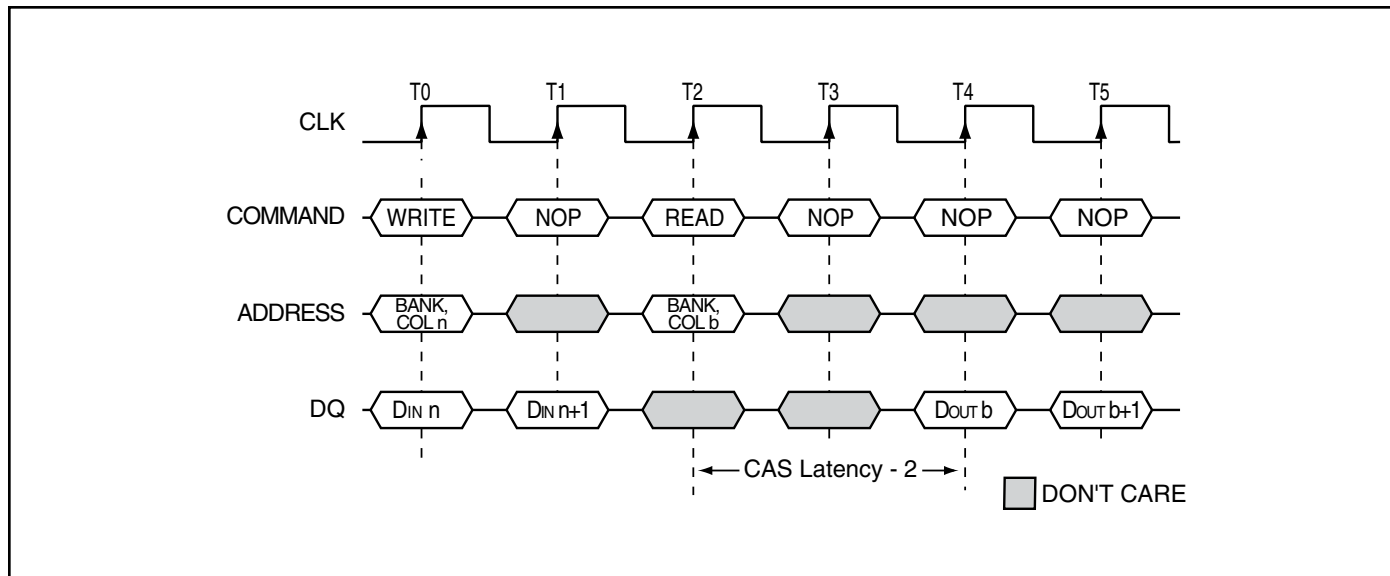 T0 T1 T2 T3 T4 T5
CLK
COMMAND WRITE NOP READ NOP NOP NOP
ADDRESS BANK, COL n BANK, COL b
DQ DIN n DIN n+1 DOUT b DOUT b+1
CAS Latency - 2
DON'T CARE